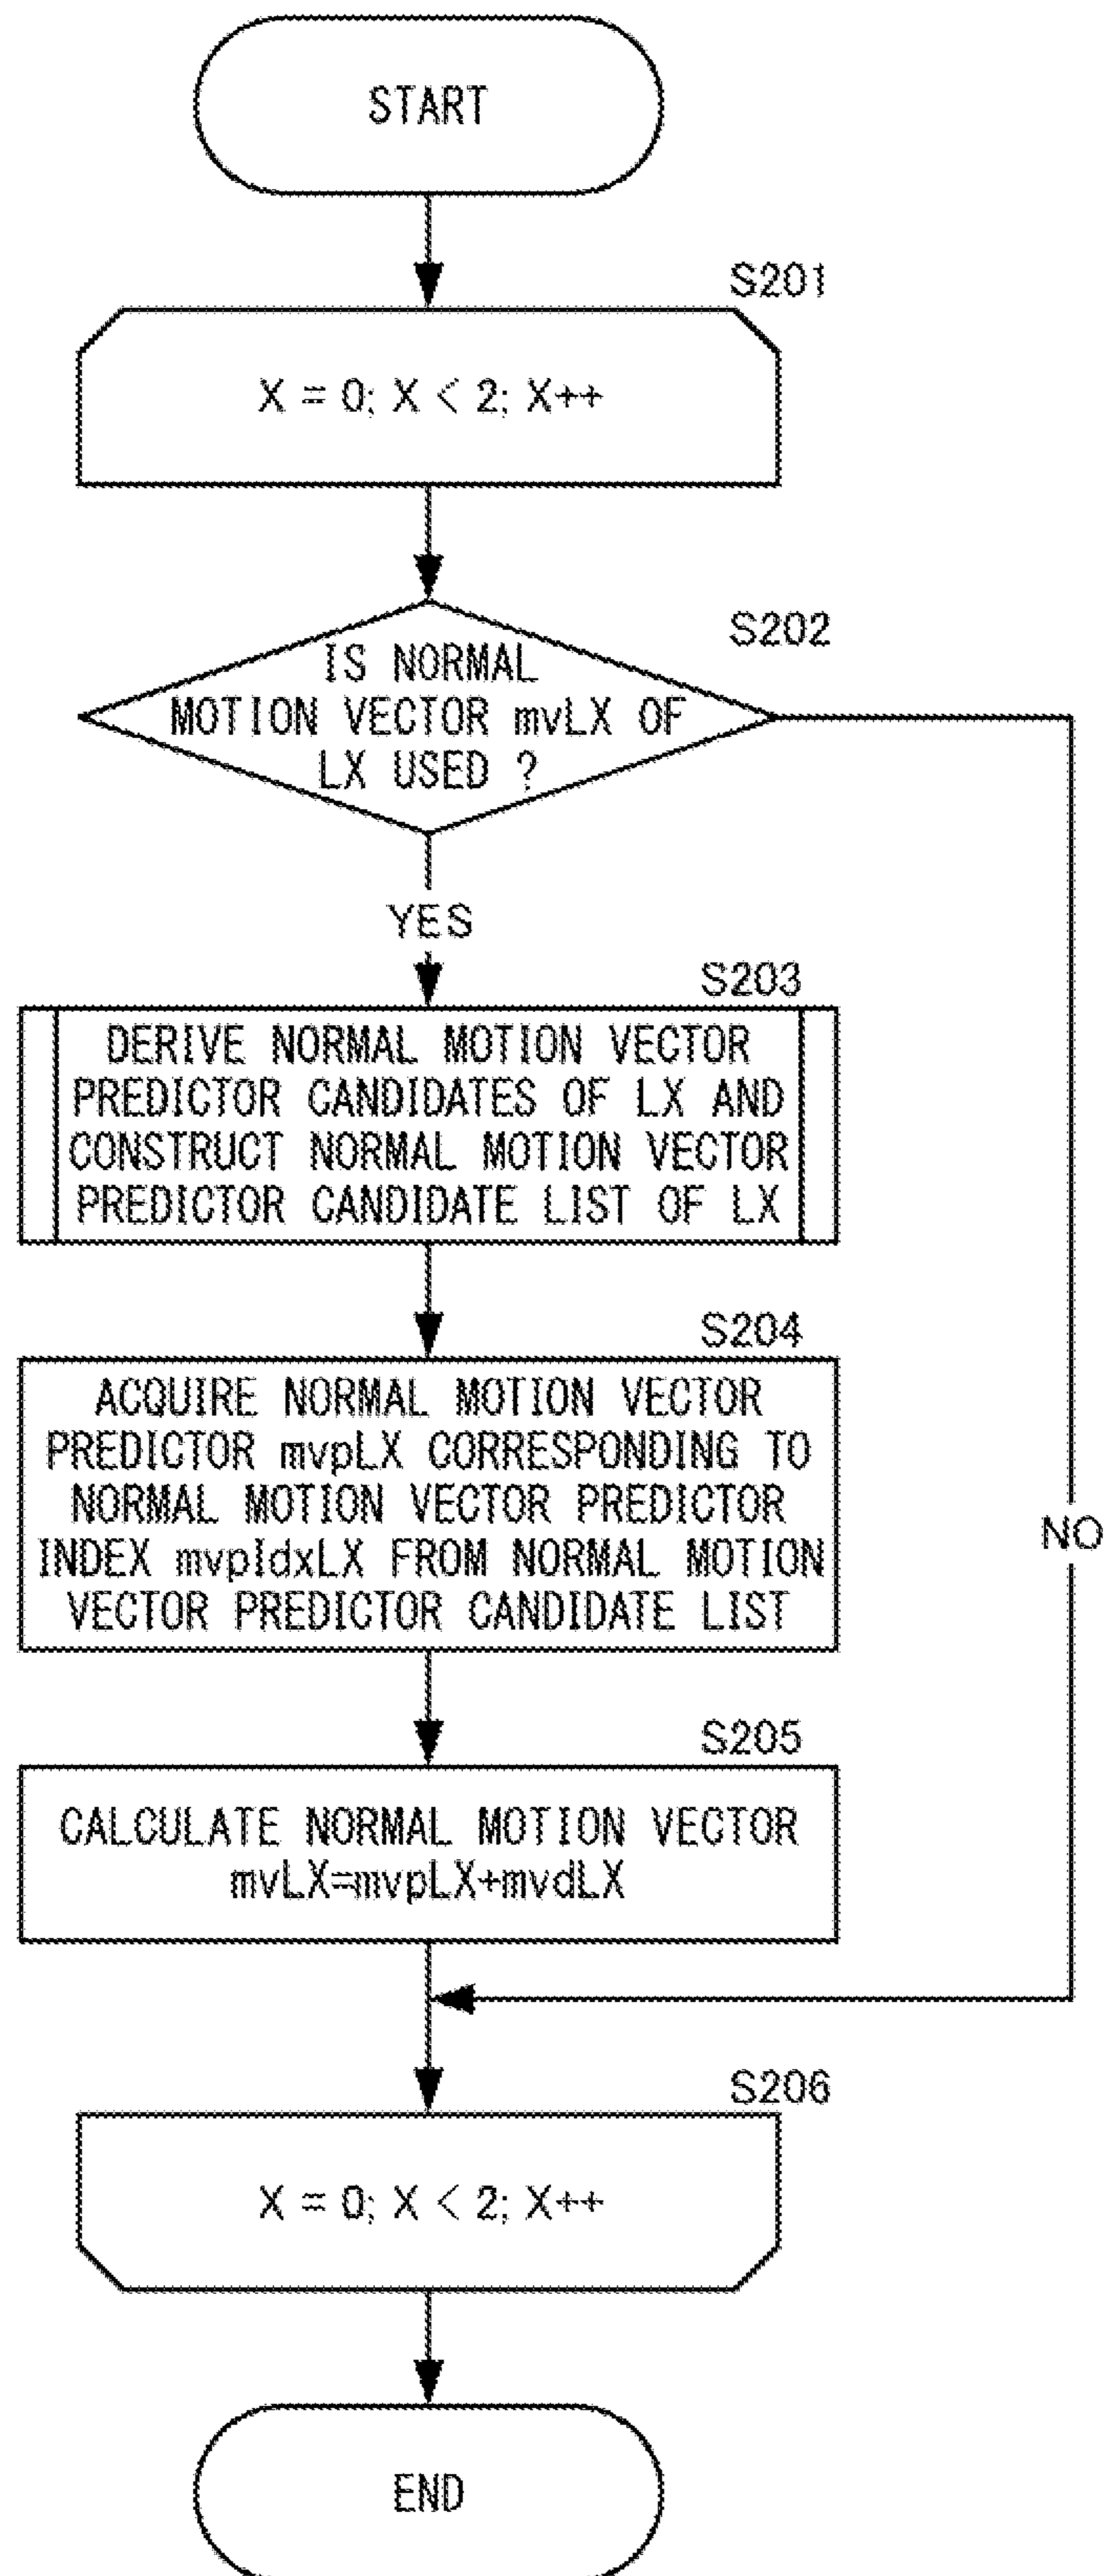 START
S201
X = 0; X < 2; X++
S202
IS NORMAL
MOTION VECTOR mvLX OF
LX USED ?
YES
S203
DERIVE NORMAL MOTION VECTOR
PREDICTOR CANDIDATES OF LX AND
CONSTRUCT NORMAL MOTION VECTOR
PREDICTOR CANDIDATE LIST OF LX
S204
ACQUIRE NORMAL MOTION VECTOR
PREDICTOR mvpLX CORRESPONDING TO
NORMAL MOTION VECTOR PREDICTOR
INDEX mvpIdxLX FROM NORMAL MOTION
VECTOR PREDICTOR CANDIDATE LIST
NO
S205
CALCULATE NORMAL MOTION VECTOR
mvLX=mvpLX+mvdLX
S206
X = 0; X < 2; X++
END